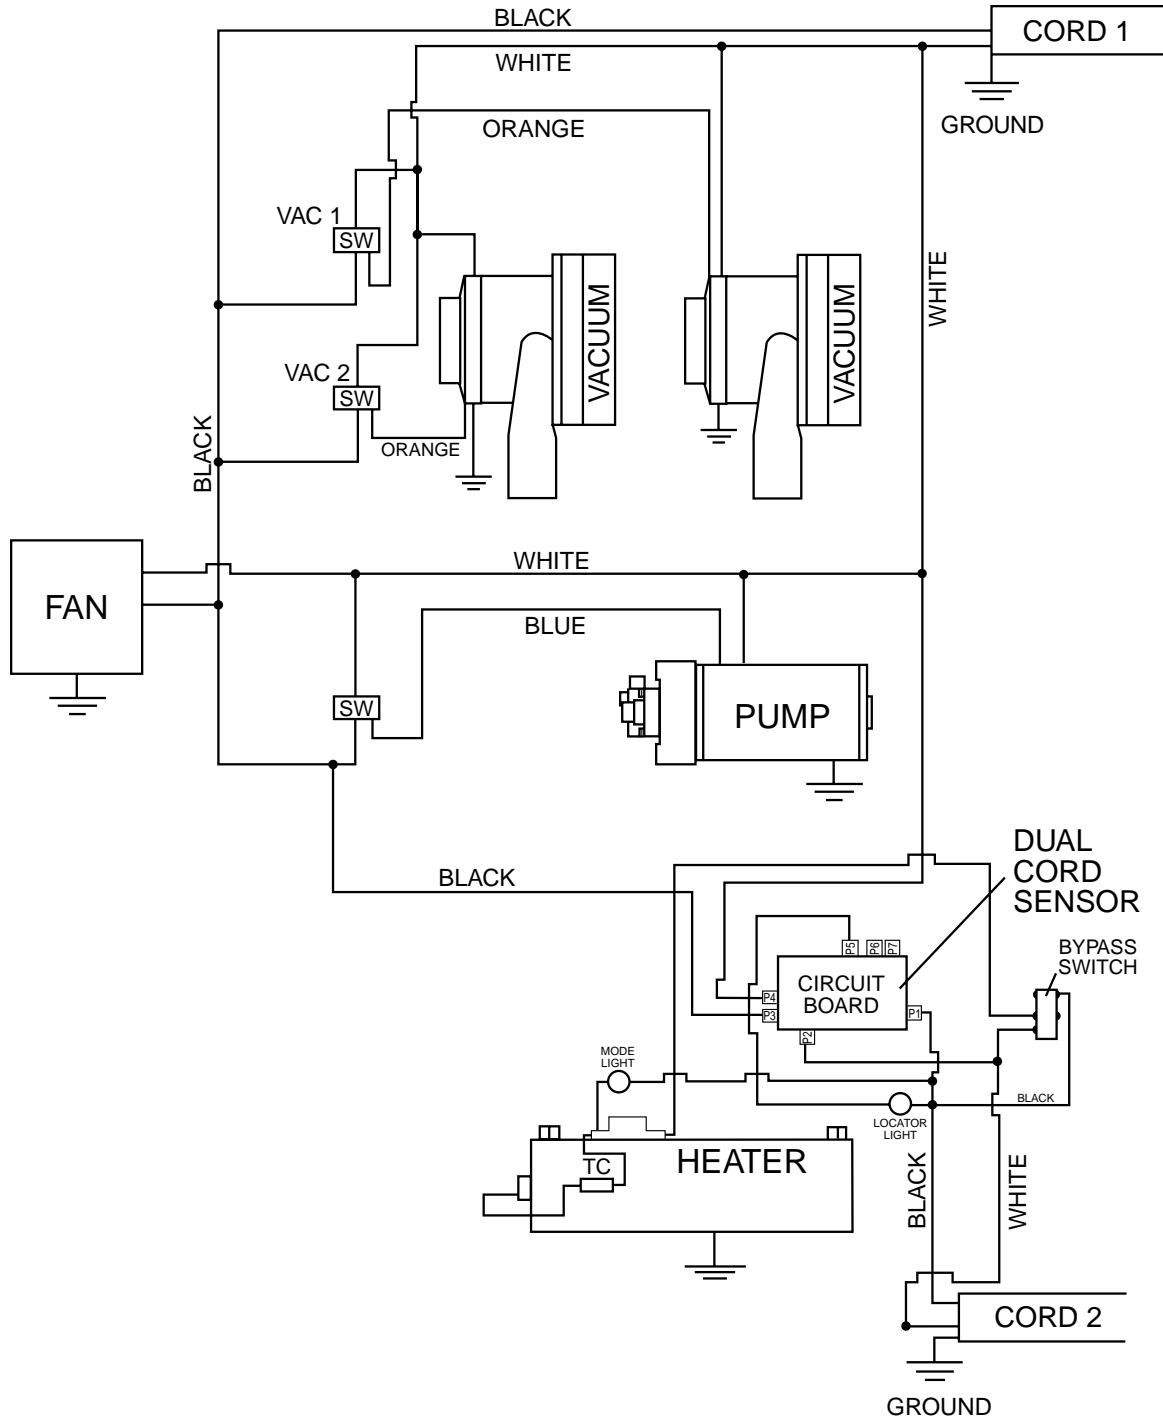 BLACK
CORD 1
WHITE
GROUND
ORANGE
VAC 1
SW
WHITE
VACUUM
VACUUM
VAC 2
SW
ORANGE
BLACK
WHITE
FAN
BLUE
SW
PUMP
DUAL
CORD
SENSOR
BLACK
BYPASS
SWITCH
P5
P6
P7
CIRCUIT
BOARD
P4
P3
P1
P2
MODE
LIGHT
BLACK
LOCATOR
LIGHT
HEATER
TC
BLACK
WHITE
CORD 2
GROUND